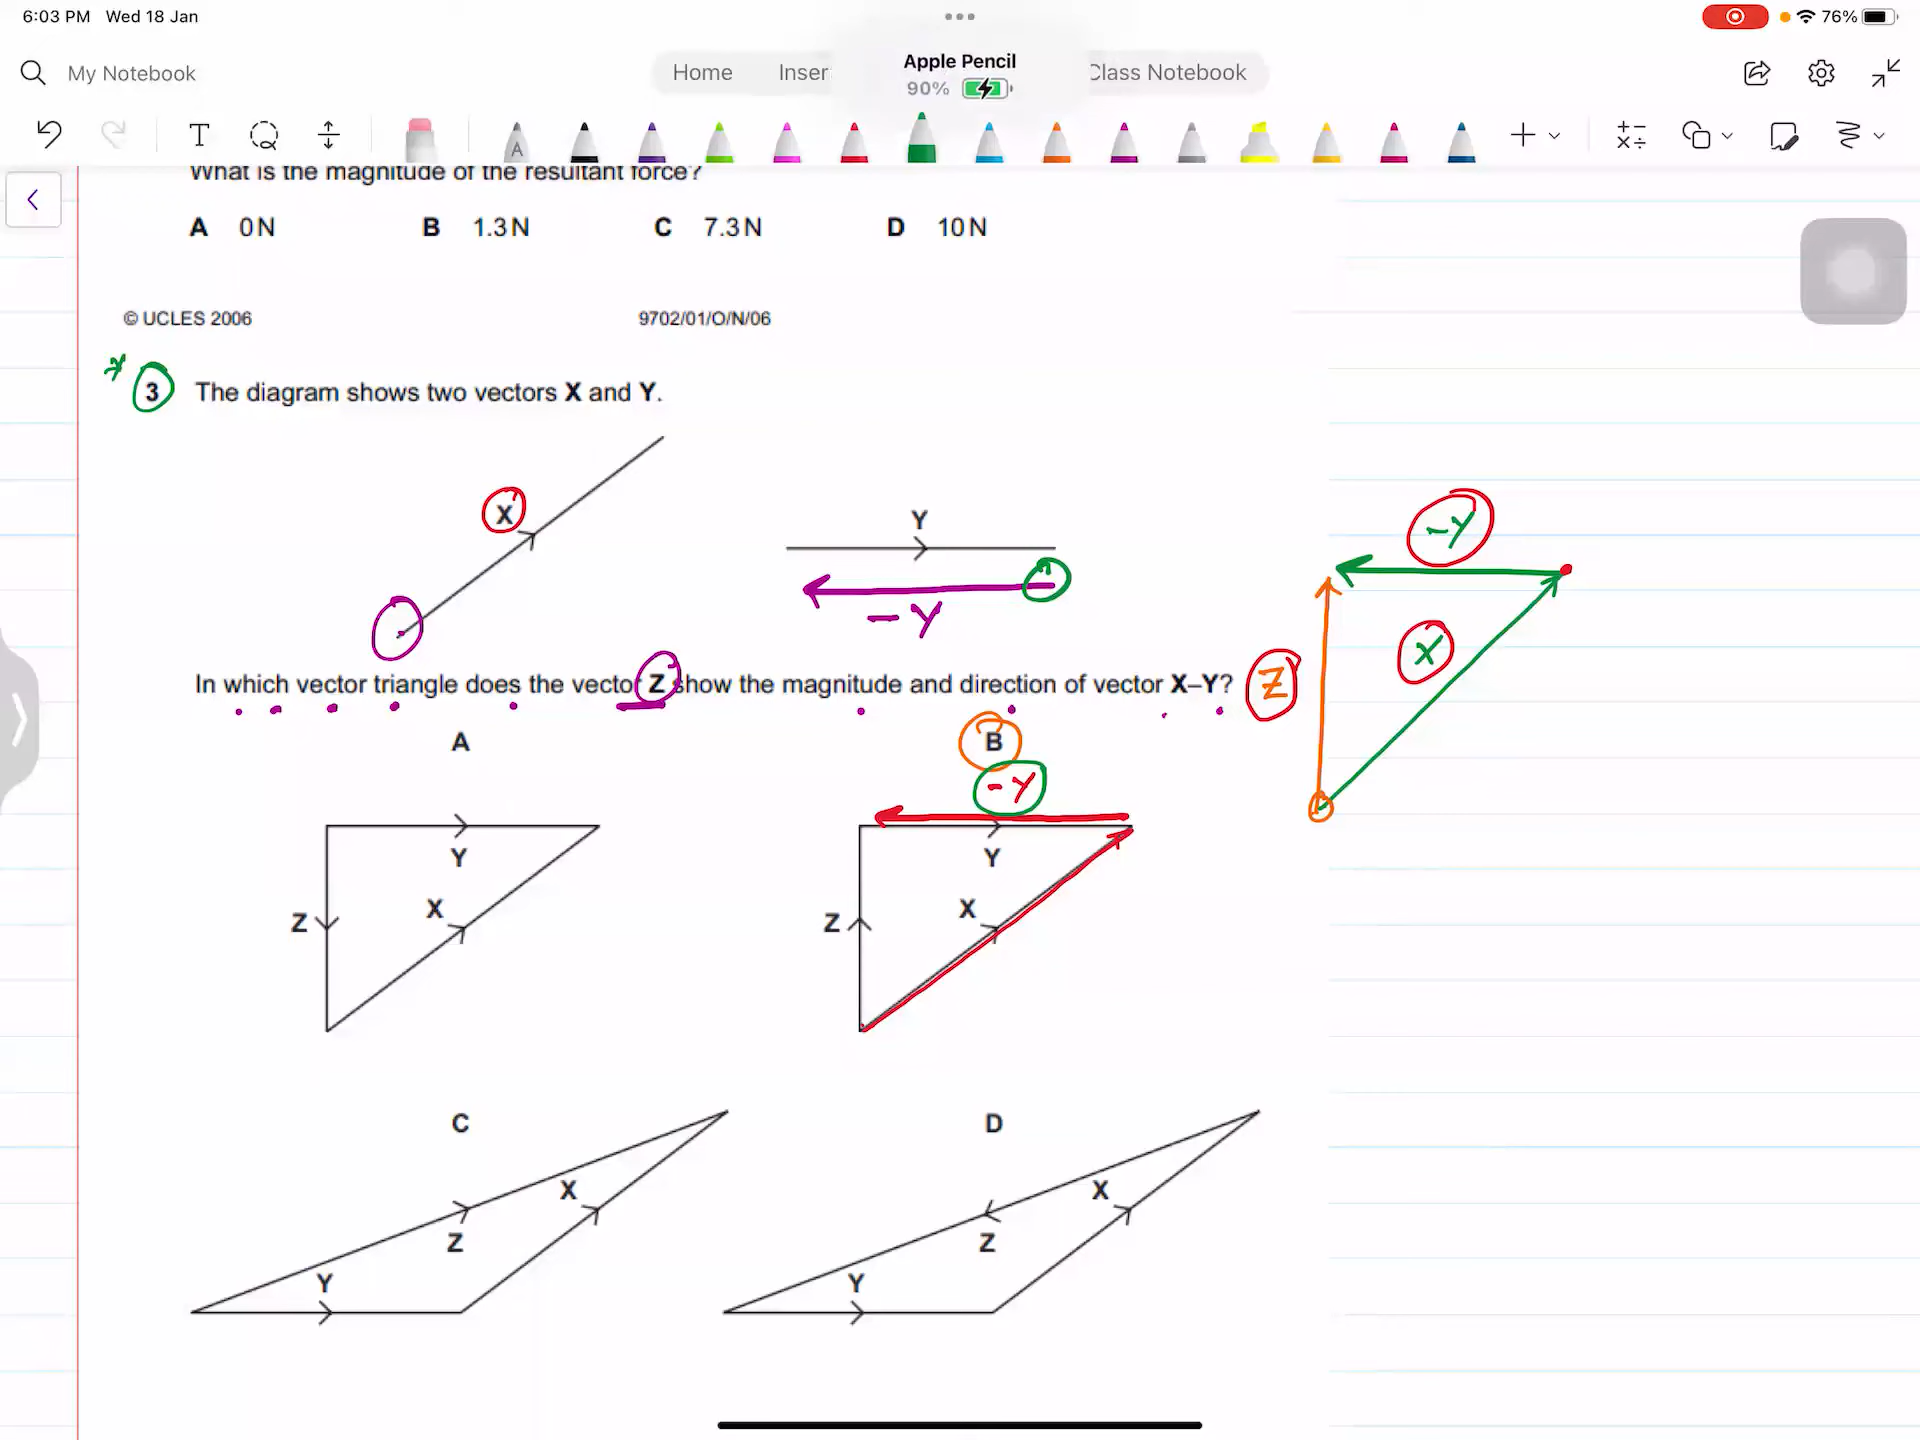 6:03 PM Wed 18 Jan
76%
My Notebook
Home Inser Apple Pencil Class Notebook
90%
T
A
What is the magnitude of the resultant force?
A 0 N B 1.3 N C 7.3 N D 10 N
© UCLES 2006 9702/01/O/N/06
3 The diagram shows two vectors X and Y.
X
Y
-Y
-Y
X
Z
In which vector triangle does the vector Z show the magnitude and direction of vector X–Y?
A B
-Y
Y Y
X X
Z Z
C D
X X
Z Z
Y Y